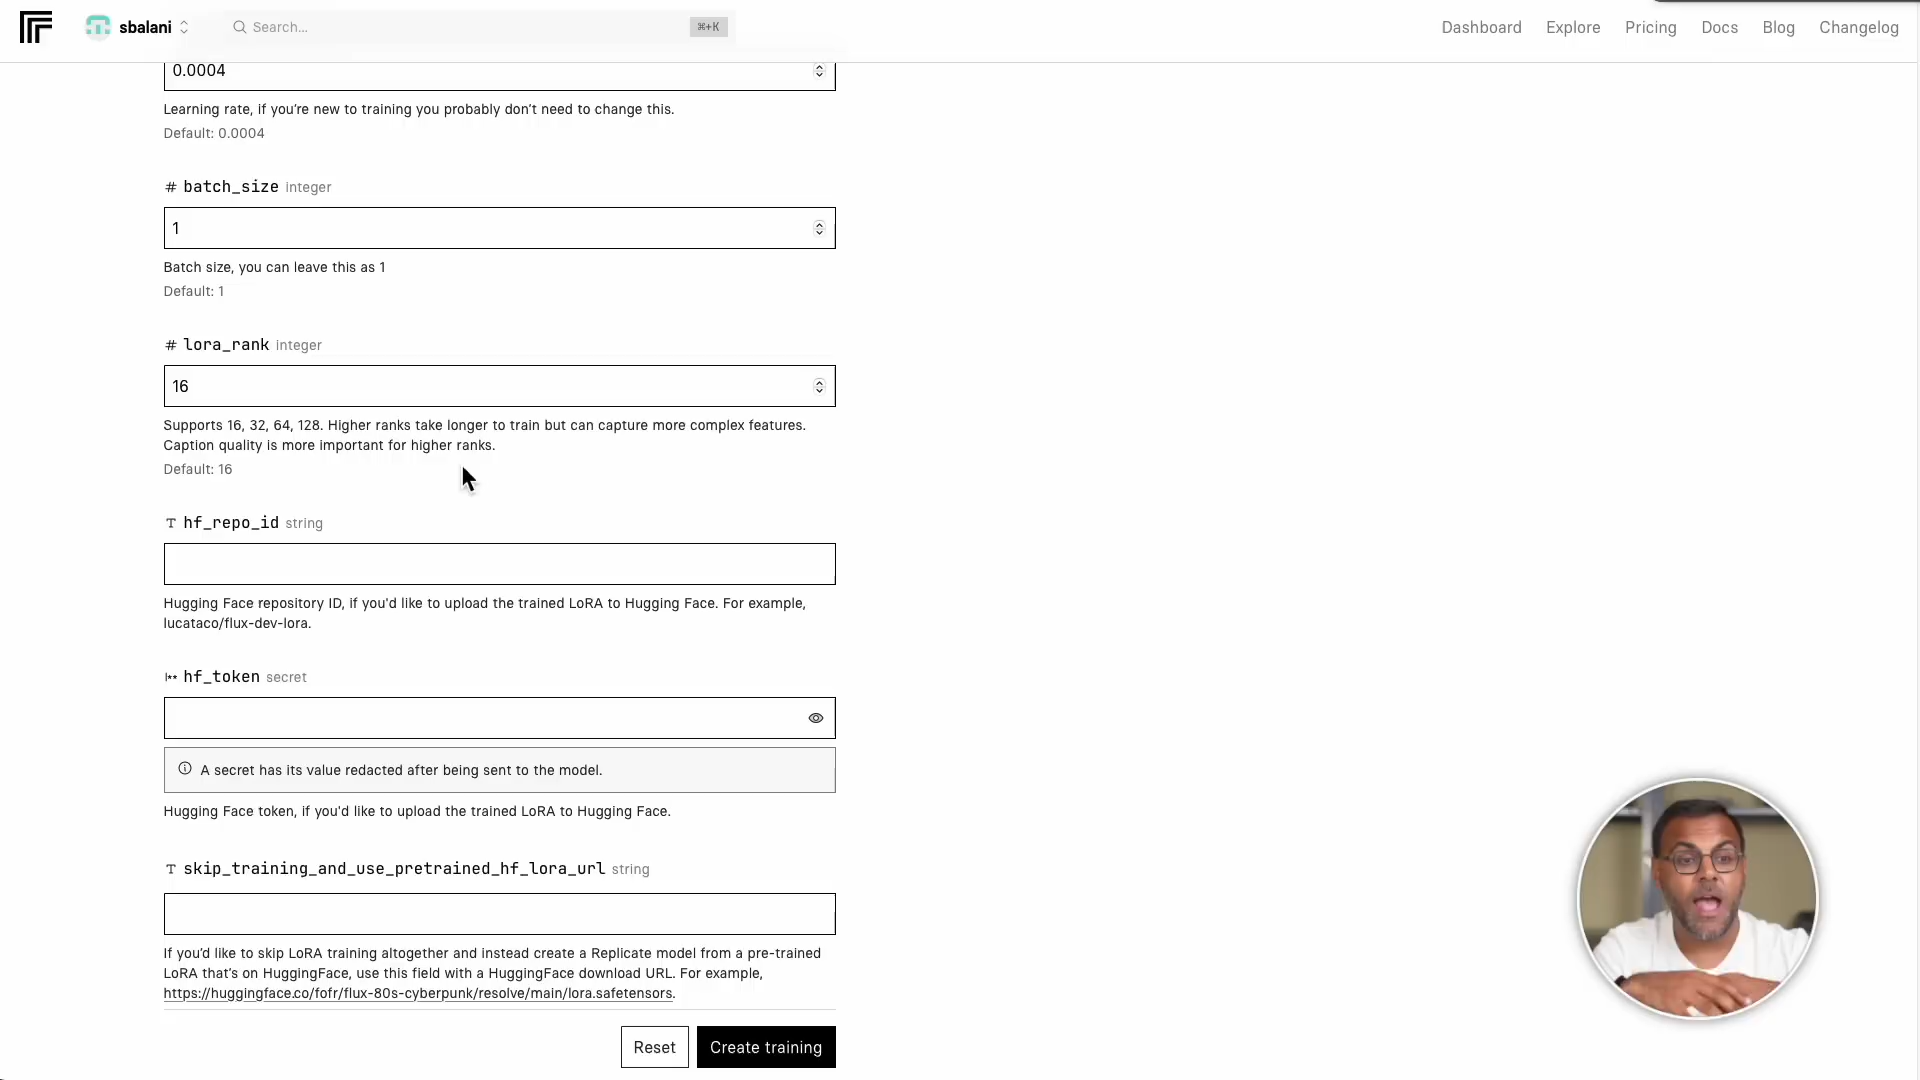 sbalani
Search...
⌘+K
Dashboard
Explore
Pricing
Docs
Blog
Changelog
0.0004
Learning rate, if you’re new to training you probably don’t need to change this.
Default: 0.0004
# batch_size integer
1
Batch size, you can leave this as 1
Default: 1
# lora_rank integer
16
Supports 16, 32, 64, 128. Higher ranks take longer to train but can capture more complex features.
Caption quality is more important for higher ranks.
Default: 16
T hf_repo_id string
Hugging Face repository ID, if you'd like to upload the trained LoRA to Hugging Face. For example,
lucataco/flux-dev-lora.
hf_token secret
A secret has its value redacted after being sent to the model.
Hugging Face token, if you'd like to upload the trained LoRA to Hugging Face.
T skip_training_and_use_pretrained_hf_lora_url string
If you’d like to skip LoRA training altogether and instead create a Replicate model from a pre-trained
LoRA that’s on HuggingFace, use this field with a HuggingFace download URL. For example,
https://huggingface.co/fofr/flux-80s-cyberpunk/resolve/main/lora.safetensors.
Reset
Create training